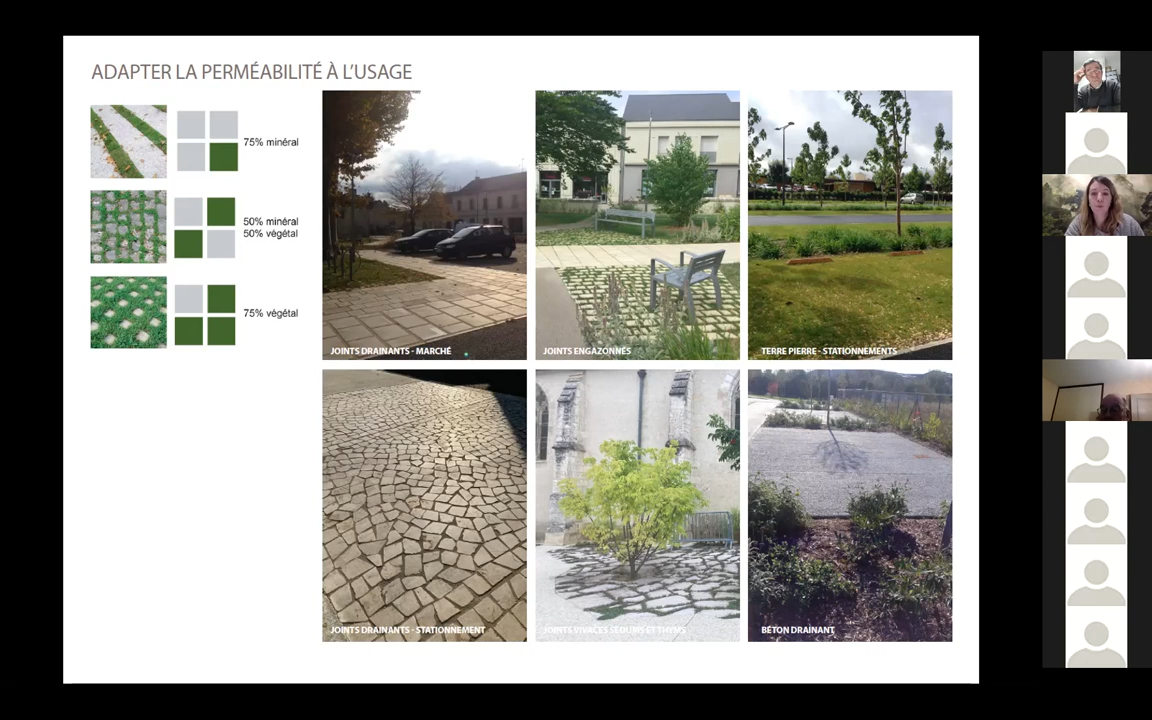 ADAPTER LA PERMÉABILITÉ À L'USAGE
75% minéral
50% minéral
50% végétal
75% végétal
JOINTS DRAINANTS - MARCHÉ
JOINTS ENGAZONNÉS
TERRE PIERRE - STATIONNEMENTS
JOINTS DRAINANTS - STATIONNEMENT
JOINTS VIVACES SEDUMS ET THYMS
BÉTON DRAINANT